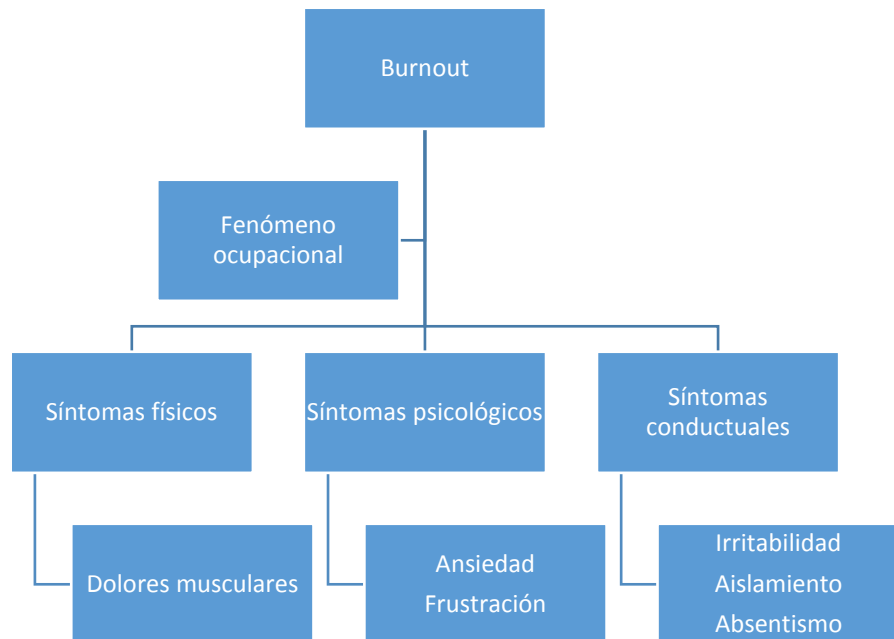 Burnout
Fenómeno
ocupacional
Síntomas físicos
Síntomas psicológicos
Síntomas
conductuales
Dolores musculares
Ansiedad
Frustración
Irritabilidad
Aislamiento
Absentismo